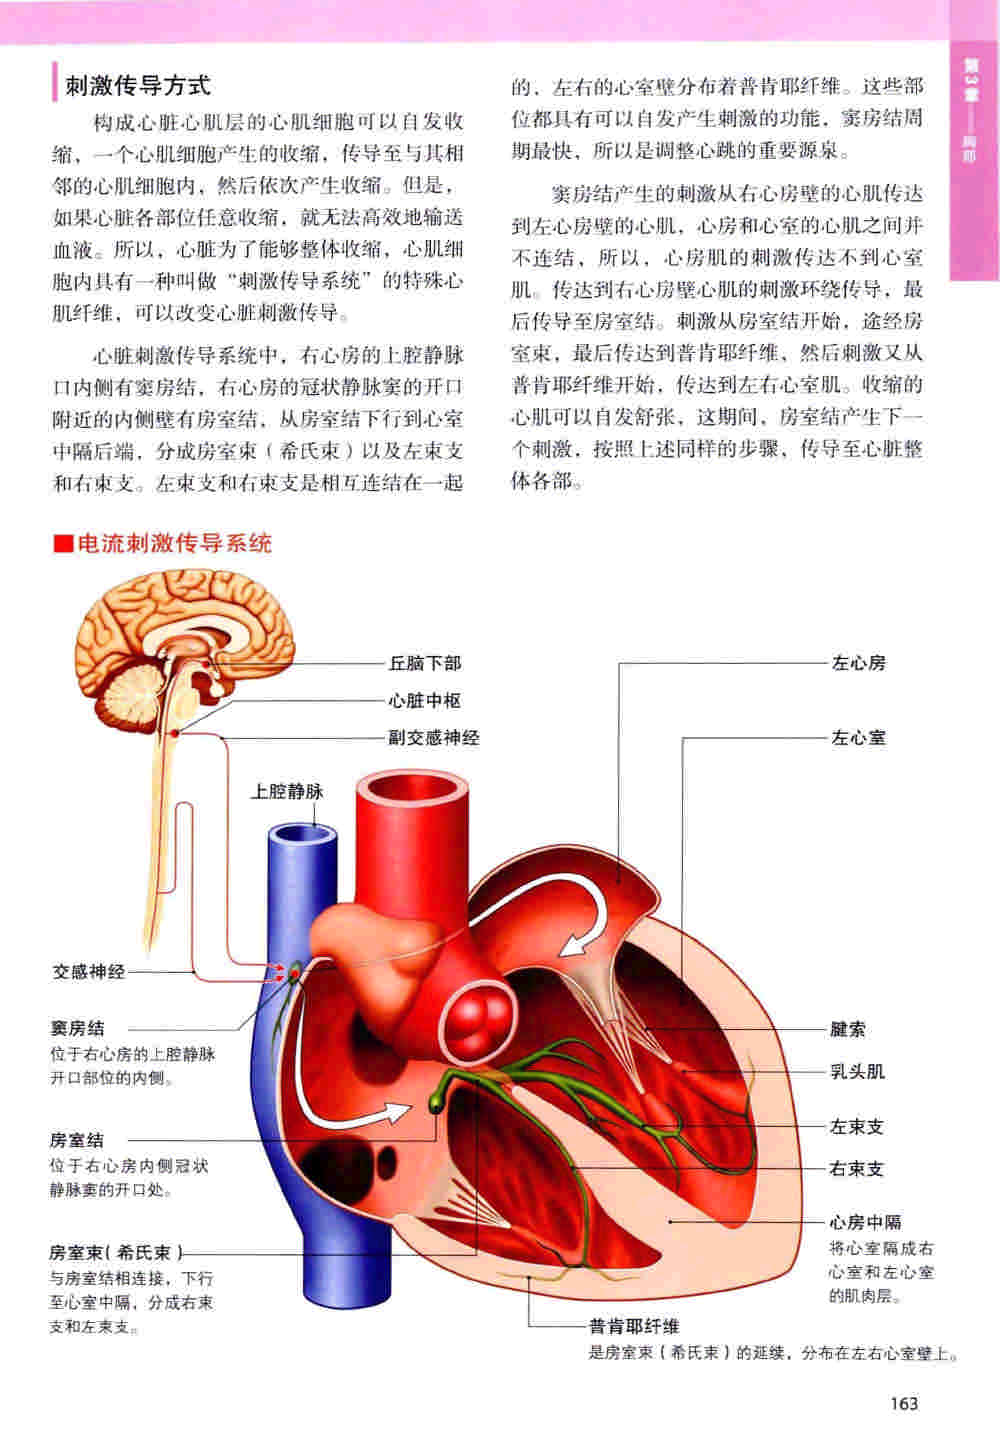 第3章——胸部
刺激传导方式
构成心脏心肌层的心肌细胞可以自发收
缩，一个心肌细胞产生的收缩，传导至与其相
邻的心肌细胞内，然后依次产生收缩。但是，
如果心脏各部位任意收缩，就无法高效地输送
血液。所以，心脏为了能够整体收缩，心肌细
胞内具有一种叫做“刺激传导系统”的特殊心
肌纤维，可以改变心脏刺激传导。
心脏刺激传导系统中，右心房的上腔静脉
口内侧有窦房结，右心房的冠状静脉窦的开口
附近的内侧壁有房室结，从房室结下行到心室
中隔后端，分成房室束（希氏束）以及左束支
和右束支。左束支和右束支是相互连结在一起
的，左右的心室壁分布着普肯耶纤维。这些部
位都具有可以自发产生刺激的功能，窦房结周
期最快，所以是调整心跳的重要源泉。
窦房结产生的刺激从右心房壁的心肌传达
到左心房壁的心肌，心房和心室的心肌之间并
不连结，所以，心房肌的刺激传达不到心室
肌。传达到右心房壁心肌的刺激环绕传导，最
后传导至房室结。刺激从房室结开始，途经房
室束，最后传达到普肯耶纤维，然后刺激又从
普肯耶纤维开始，传达到左右心室肌。收缩的
心肌可以自发舒张，这期间，房室结产生下一
个刺激，按照上述同样的步骤，传导至心脏整
体各部。
■电流刺激传导系统
丘脑下部
心脏中枢
副交感神经
上腔静脉
交感神经
窦房结
位于右心房的上腔静脉
开口部位的内侧。
房室结
位于右心房内侧冠状
静脉窦的开口处。
房室束（希氏束）
与房室结相连接，下行
至心室中隔，分成右束
支和左束支。
左心房
左心室
腱索
乳头肌
左束支
右束支
心房中隔
将心室隔成右
心室和左心室
的肌肉层。
普肯耶纤维
是房室束（希氏束）的延续，分布在左右心室壁上。
163